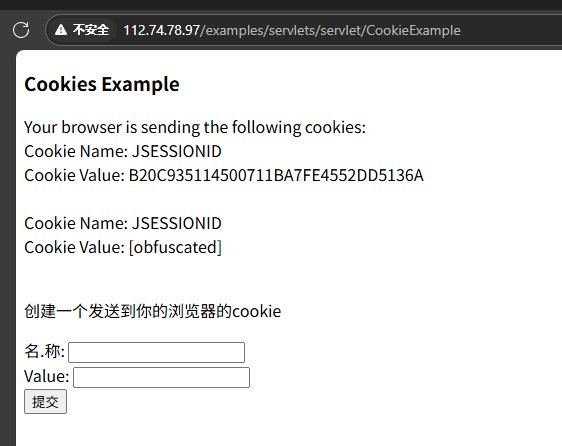 不安全 112.74.78.97/examples/servlets/servlet/CookieExample
Cookies Example
Your browser is sending the following cookies:
Cookie Name: JSESSIONID
Cookie Value: B20C935114500711BA7FE4552DD5136A
Cookie Name: JSESSIONID
Cookie Value: [obfuscated]
创建一个发送到你的浏览器的cookie
名.称:
Value:
提交